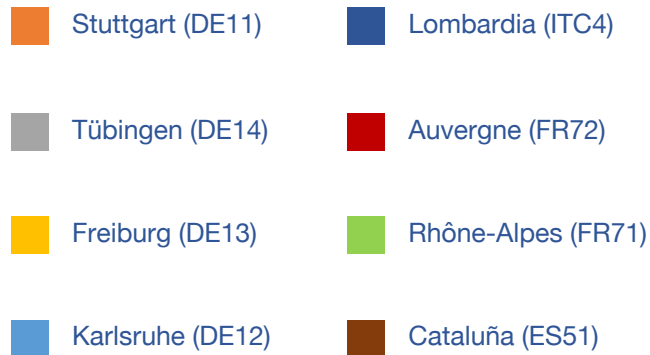 Stuttgart (DE11)
Lombardia (ITC4)
Tübingen (DE14)
Auvergne (FR72)
Freiburg (DE13)
Rhône-Alpes (FR71)
Karlsruhe (DE12)
Cataluña (ES51)